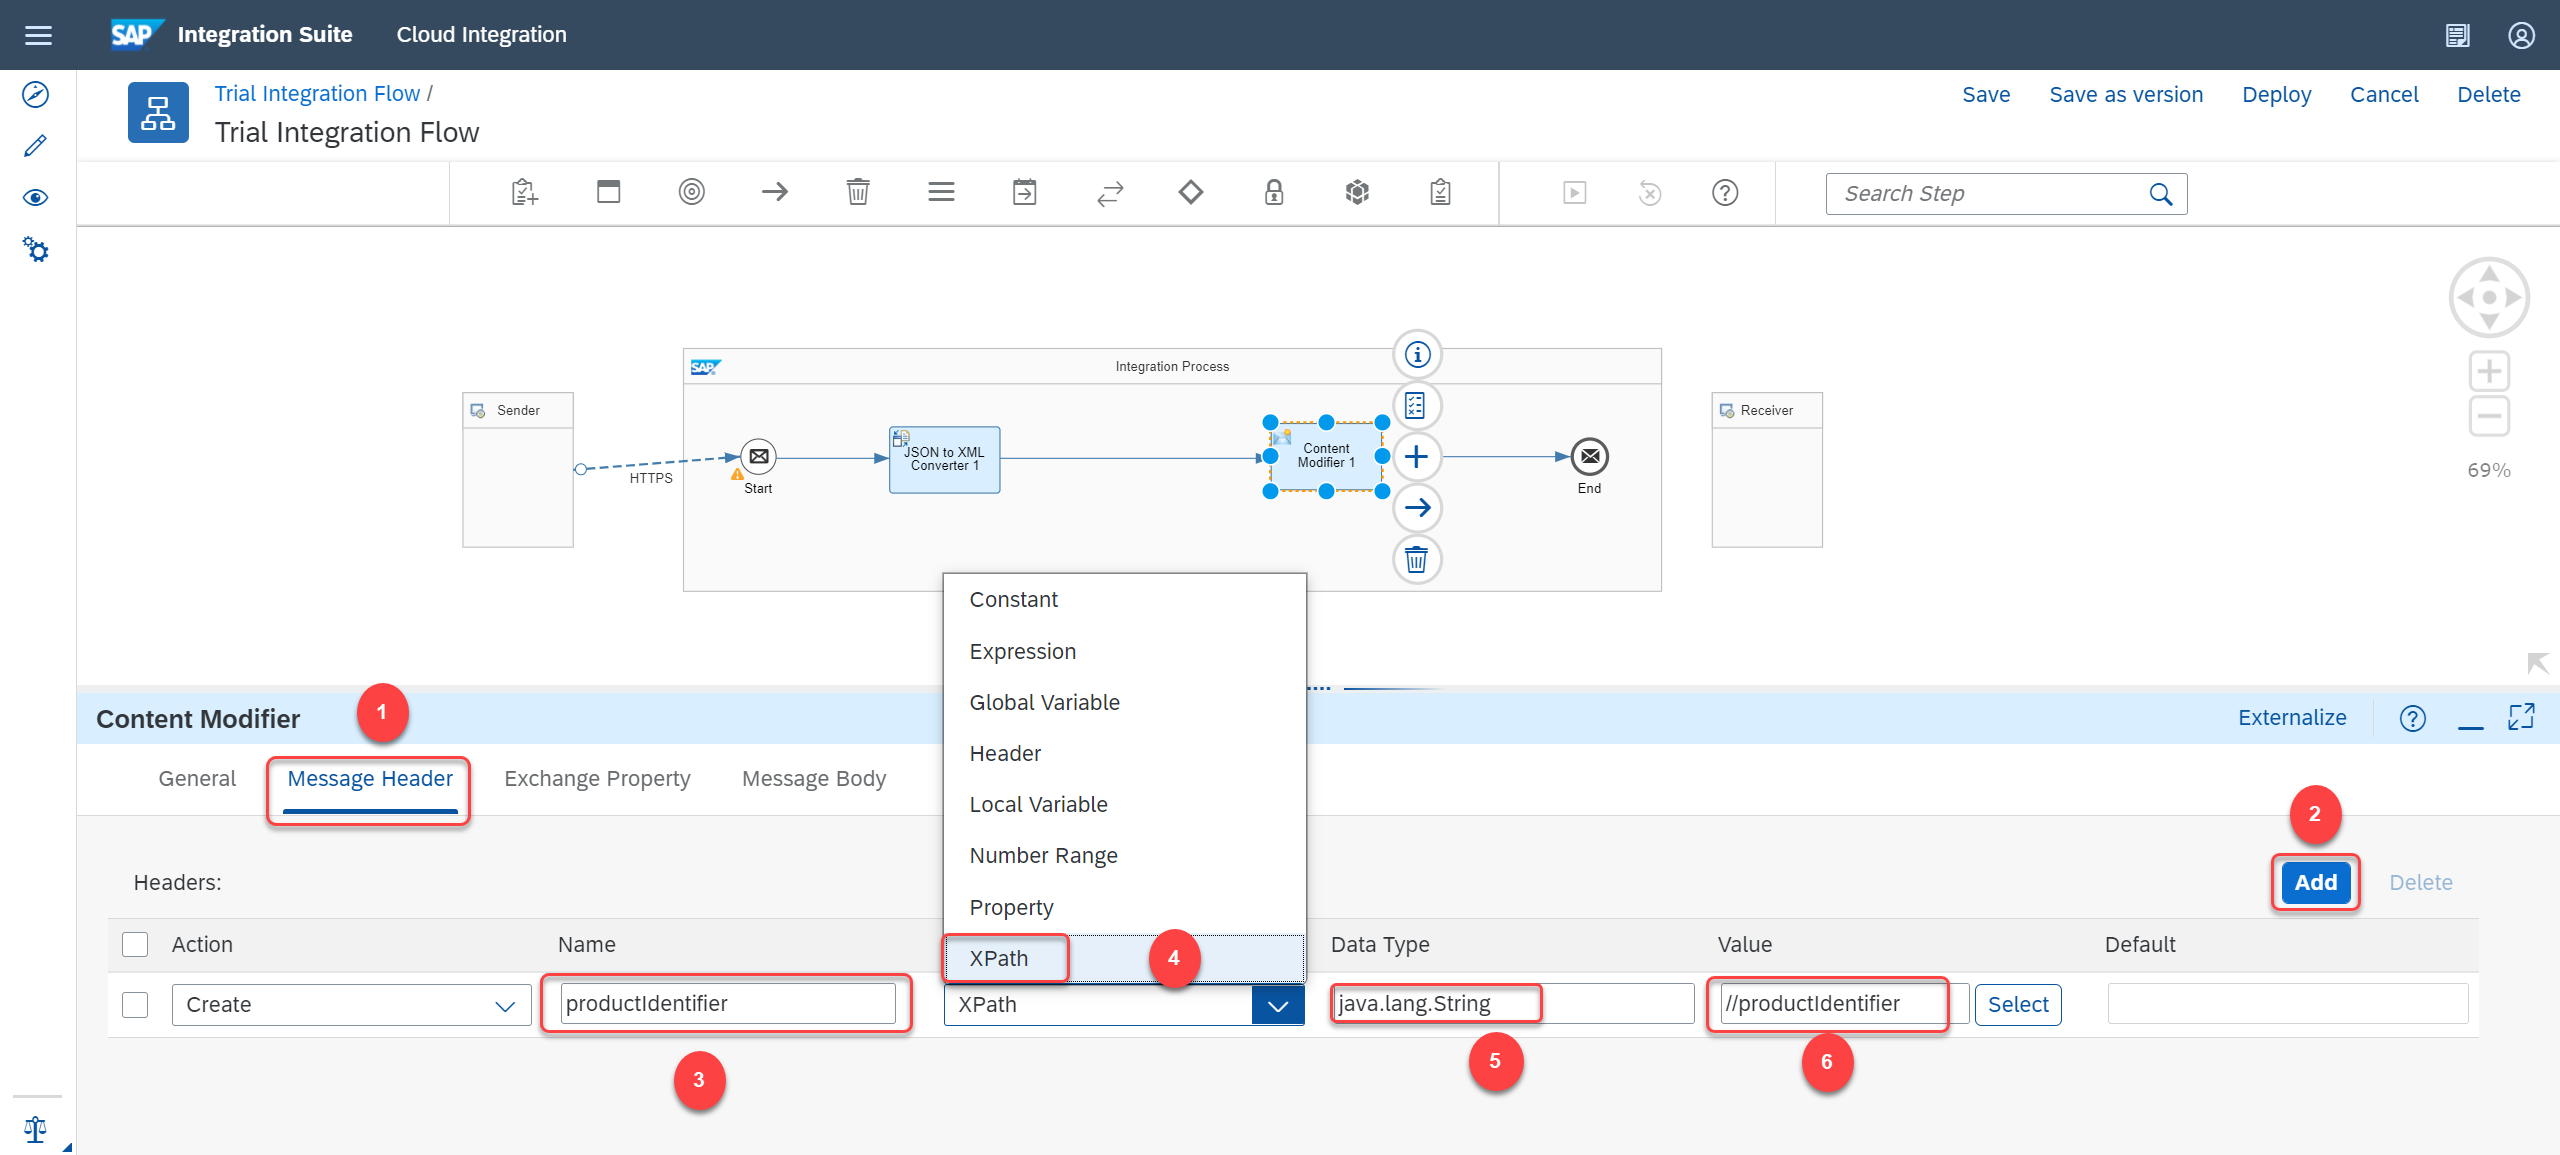 SAP Integration Suite Cloud Integration
Trial Integration Flow /
Trial Integration Flow
Save Save as version Deploy Cancel Delete
Search Step
SAP Integration Process
Sender
Receiver
JSON to XML
Converter 1
Content
Modifier 1
HTTPS
Start
End
69%
Constant
Expression
Global Variable
Header
Local Variable
Number Range
Property
XPath
4
Content Modifier
1
Externalize
General Message Header Exchange Property Message Body
2
Headers:
Add Delete
Action Name Data Type Value Default
Create productIdentifier XPath java.lang.String //productIdentifier Select
3
5
6